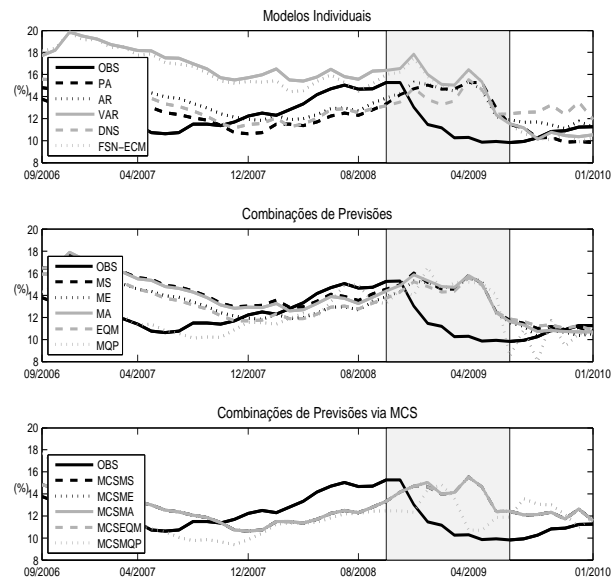 Modelos Individuais
20
18
16
(%)
14
12
10
8
OBS
PA
AR
VAR
DNS
FSN−ECM
09/2006 04/2007 12/2007 08/2008 04/2009 01/2010
Combinações de Previsões
20
18
16
(%)
14
12
10
8
OBS
MS
ME
MA
EQM
MQP
09/2006 04/2007 12/2007 08/2008 04/2009 01/2010
Combinações de Previsões via MCS
20
18
16
(%)
14
12
10
8
OBS
MCSMS
MCSME
MCSMA
MCSEQM
MCSMQP
09/2006 04/2007 12/2007 08/2008 04/2009 01/2010